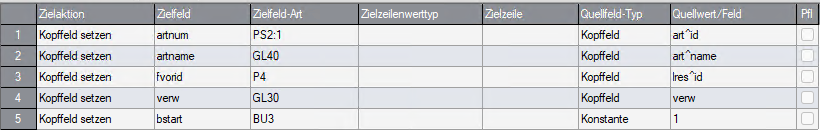 Zielaktion Zielfeld Zielfeld-Art Zielzeilenwerttyp Zielzeile Quellfeld-Typ Quellwert/Feld Pfl
1 Kopffeld setzen artnum PS2:1 Kopffeld art^id
2 Kopffeld setzen artname GL40 Kopffeld art^name
3 Kopffeld setzen fvorid P4 Kopffeld lres^id
4 Kopffeld setzen verw GL30 Kopffeld verw
5 Kopffeld setzen bstart BU3 Konstante 1